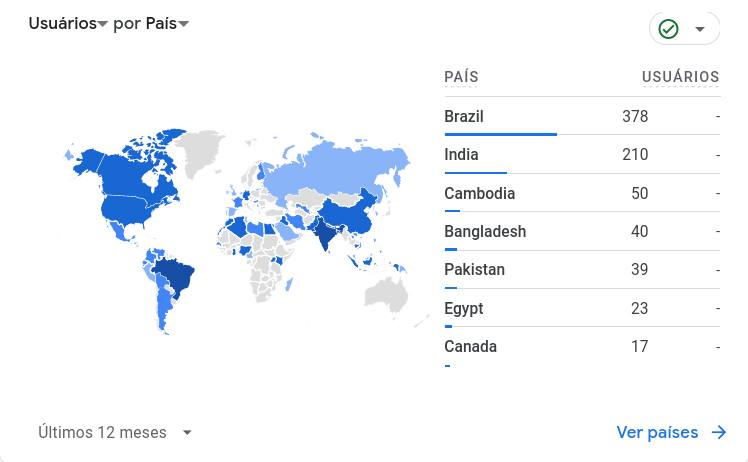 Usuários por País
PAÍS USUÁRIOS
Brazil 378 -
India 210 -
Cambodia 50 -
Bangladesh 40 -
Pakistan 39 -
Egypt 23 -
Canada 17 -
Últimos 12 meses
Ver países